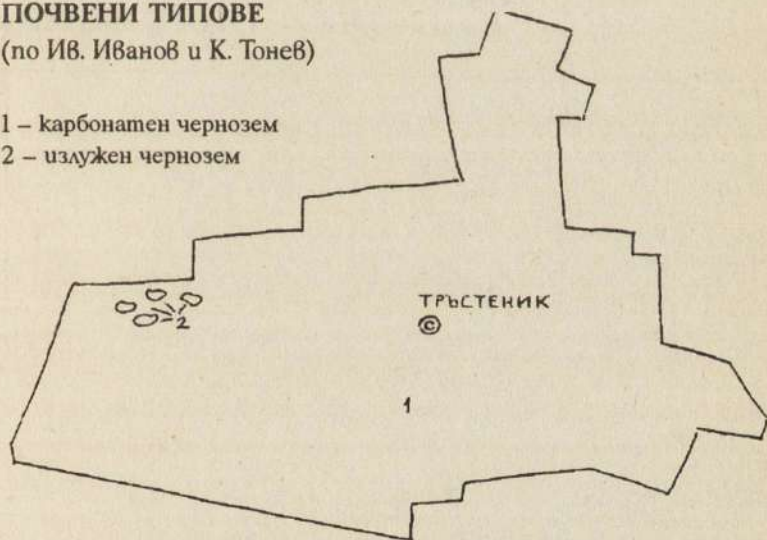 ПОЧВЕНИ ТИПОВЕ
(по Ив. Иванов и К. Тонев)
1 – карбонатен чернозем
2 – излужен чернозем
ТРЪСТЕНИК
©
2
1